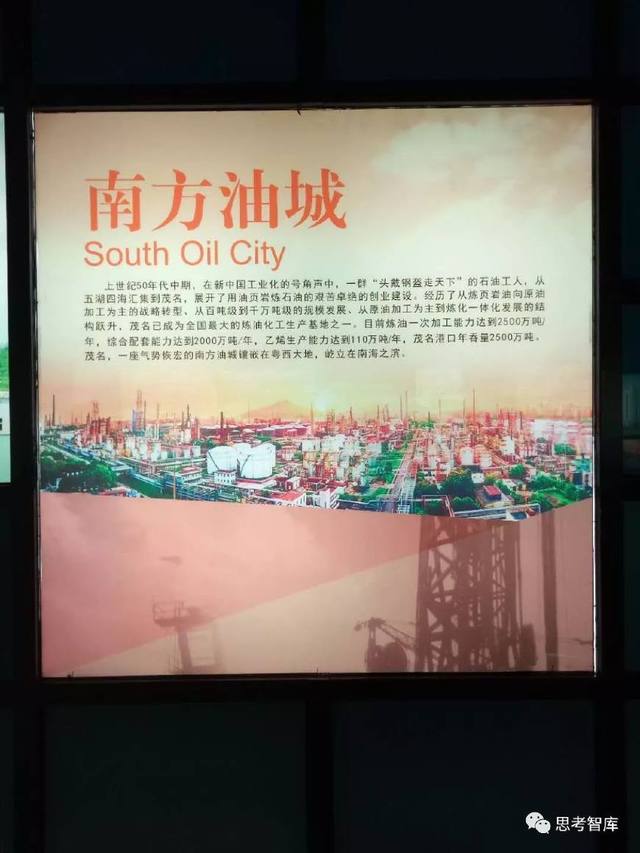 南方油城
South Oil City
上世纪50年代中期，在新中国工业化的号角声中，一群“头戴钢盔走天下”的石油工人，从
五湖四海汇集到茂名，展开了用油页岩炼石油的艰苦卓绝的创业建设。经历了从炼页岩油向原油
加工为主的战略转型、从百吨级到千万吨级的规模发展、从原油加工为主到炼化一体化发展的结
构跃升，茂名已成为全国最大的炼油化工生产基地之一。目前炼油一次加工能力达到2500万吨/
年，综合配套能力达到2000万吨/年，乙烯生产能力达到110万吨/年，茂名港口年吞量2500万吨。
茂名，一座气势恢宏的南方油城镶嵌在粤西大地，屹立在南海之滨。
思考智库